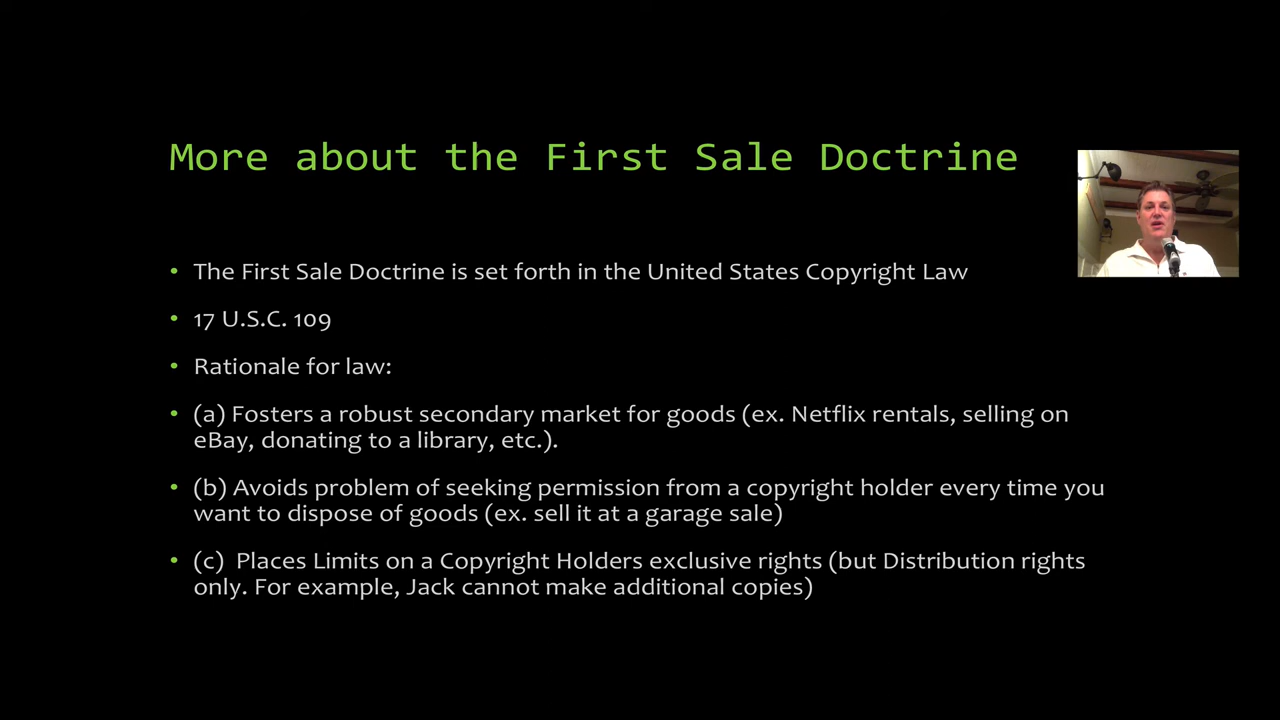 More about the First Sale Doctrine
• The First Sale Doctrine is set forth in the United States Copyright Law
• 17 U.S.C. 109
• Rationale for law:
• (a) Fosters a robust secondary market for goods (ex. Netflix rentals, selling on
eBay, donating to a library, etc.).
• (b) Avoids problem of seeking permission from a copyright holder every time you
want to dispose of goods (ex. sell it at a garage sale)
• (c)  Places Limits on a Copyright Holders exclusive rights (but Distribution rights
only. For example, Jack cannot make additional copies)